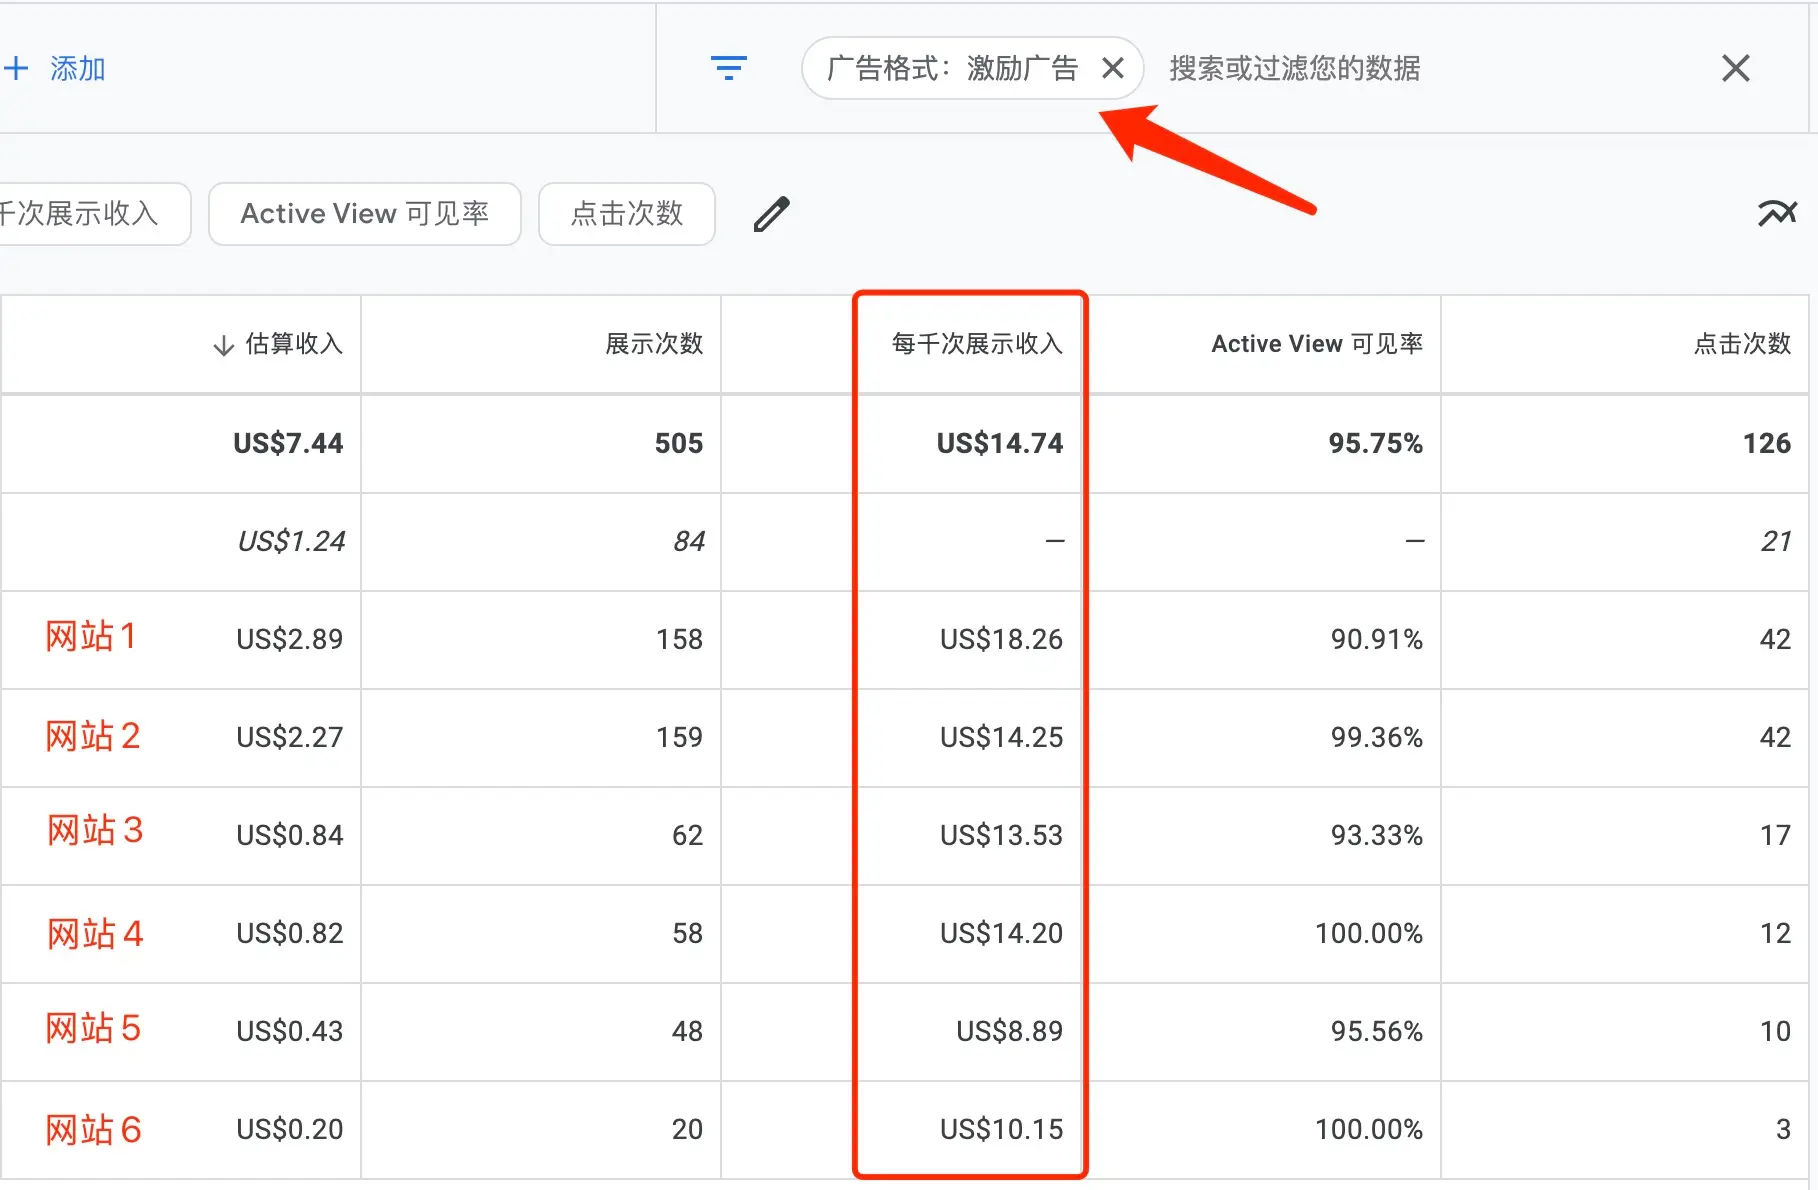 + 添加
广告格式：激励广告 × 搜索或过滤您的数据
千次展示收入 Active View 可见率 点击次数
↓ 估算收入 展示次数 每千次展示收入 Active View 可见率 点击次数
US$7.44 505 US$14.74 95.75% 126
US$1.24 84 — — 21
网站1 US$2.89 158 US$18.26 90.91% 42
网站2 US$2.27 159 US$14.25 99.36% 42
网站3 US$0.84 62 US$13.53 93.33% 17
网站4 US$0.82 58 US$14.20 100.00% 12
网站5 US$0.43 48 US$8.89 95.56% 10
网站6 US$0.20 20 US$10.15 100.00% 3